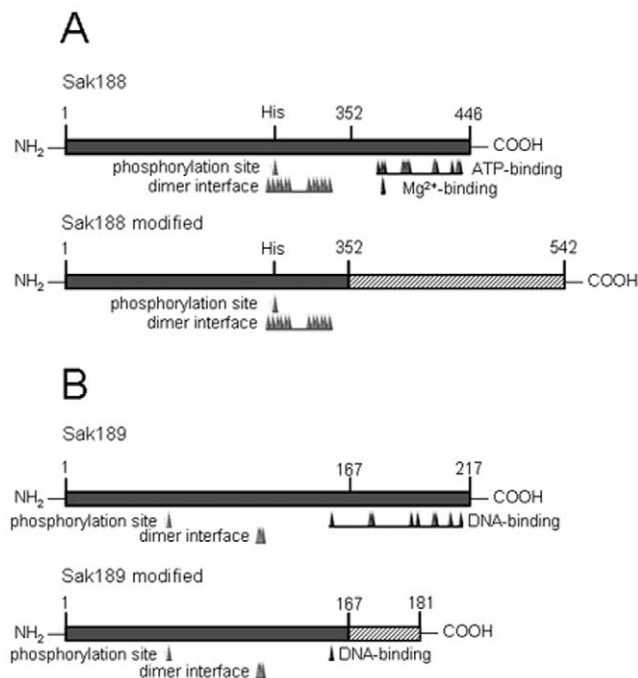 A
Sak188
1 His 352 446
NH₂ COOH
phosphorylation site ATP-binding
dimer interface Mg²⁺-binding
Sak188 modified
1 His 352 542
NH₂ COOH
phosphorylation site
dimer interface
B
Sak189
1 167 217
NH₂ COOH
phosphorylation site DNA-binding
dimer interface
Sak189 modified
1 167 181
NH₂ COOH
phosphorylation site DNA-binding
dimer interface